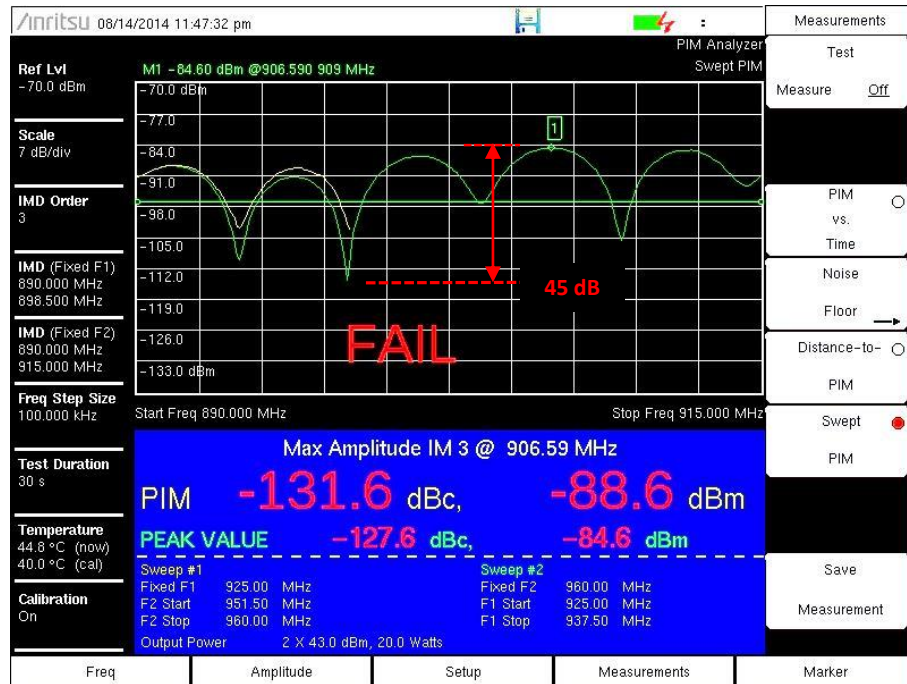 Anritsu 08/14/2014 11:47:32 pm
:
Measurements
PIM Analyzer
Swept PIM
M1 -84.60 dBm @906.590 909 MHz
Ref Lvl
-70.0 dBm
Scale
7 dB/div
IMD Order
3
IMD (Fixed F1)
890.000 MHz
898.500 MHz
IMD (Fixed F2)
890.000 MHz
915.000 MHz
Freq Step Size
100.000 kHz
Test Duration
30 s
Temperature
44.8 °C (now)
40.0 °C (cal)
Calibration
On
-70.0 dBm
-77.0
-84.0
-91.0
-98.0
-105.0
-112.0
-119.0
-126.0
-133.0 dBm
1
45 dB
FAIL
Start Freq 890.000 MHz
Stop Freq 915.000 MHz
Max Amplitude IM 3 @ 906.59 MHz
PIM -131.6 dBc, -88.6 dBm
PEAK VALUE -127.6 dBc, -84.6 dBm
Sweep #1
Fixed F1 925.00 MHz
F2 Start 951.50 MHz
F2 Stop 960.00 MHz
Sweep #2
Fixed F2 960.00 MHz
F1 Start 925.00 MHz
F1 Stop 937.50 MHz
Output Power 2 X 43.0 dBm, 20.0 Watts
Test
Measure Off
PIM
vs.
Time
Noise
Floor
Distance-to-
PIM
Swept
PIM
Save
Measurement
Freq
Amplitude
Setup
Measurements
Marker